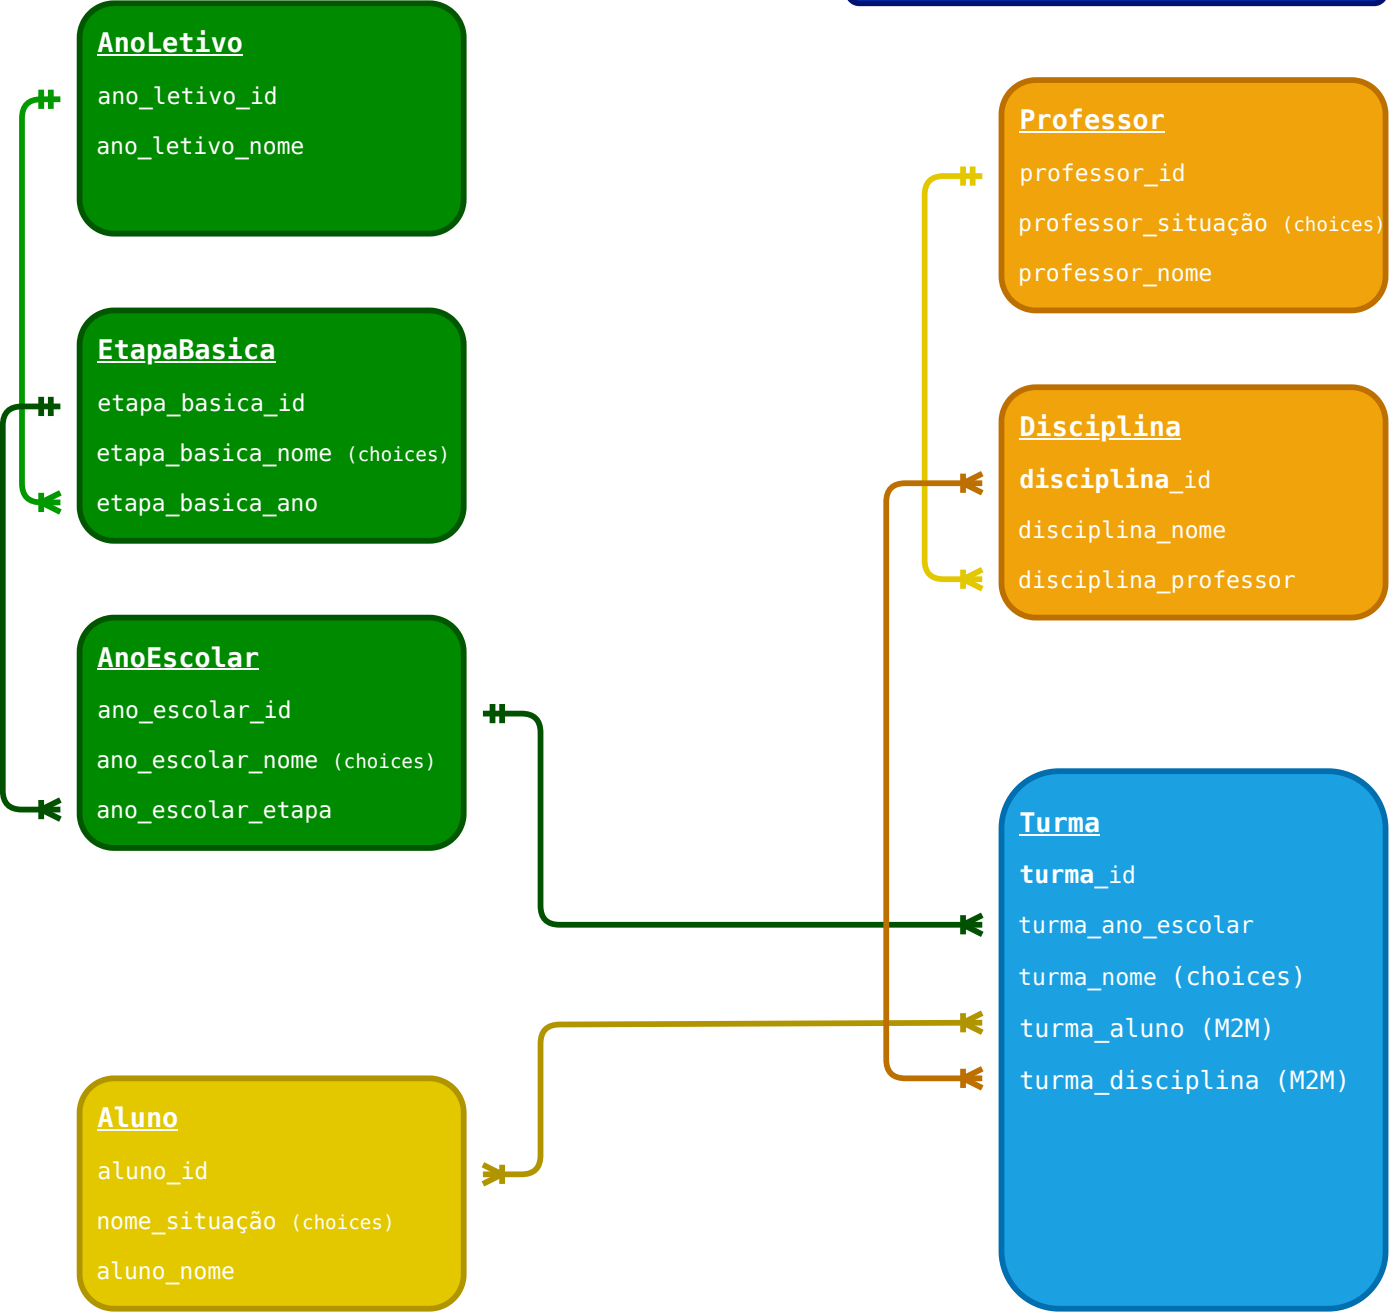 AnoLetivo
ano_letivo_id
ano_letivo_nome
EtapaBasica
etapa_basica_id
etapa_basica_nome (choices)
etapa_basica_ano
AnoEscolar
ano_escolar_id
ano_escolar_nome (choices)
ano_escolar_etapa
Aluno
aluno_id
nome_situação (choices)
aluno_nome
Professor
professor_id
professor_situação (choices)
professor_nome
Disciplina
disciplina_id
disciplina_nome
disciplina_professor
Turma
turma_id
turma_ano_escolar
turma_nome (choices)
turma_aluno (M2M)
turma_disciplina (M2M)